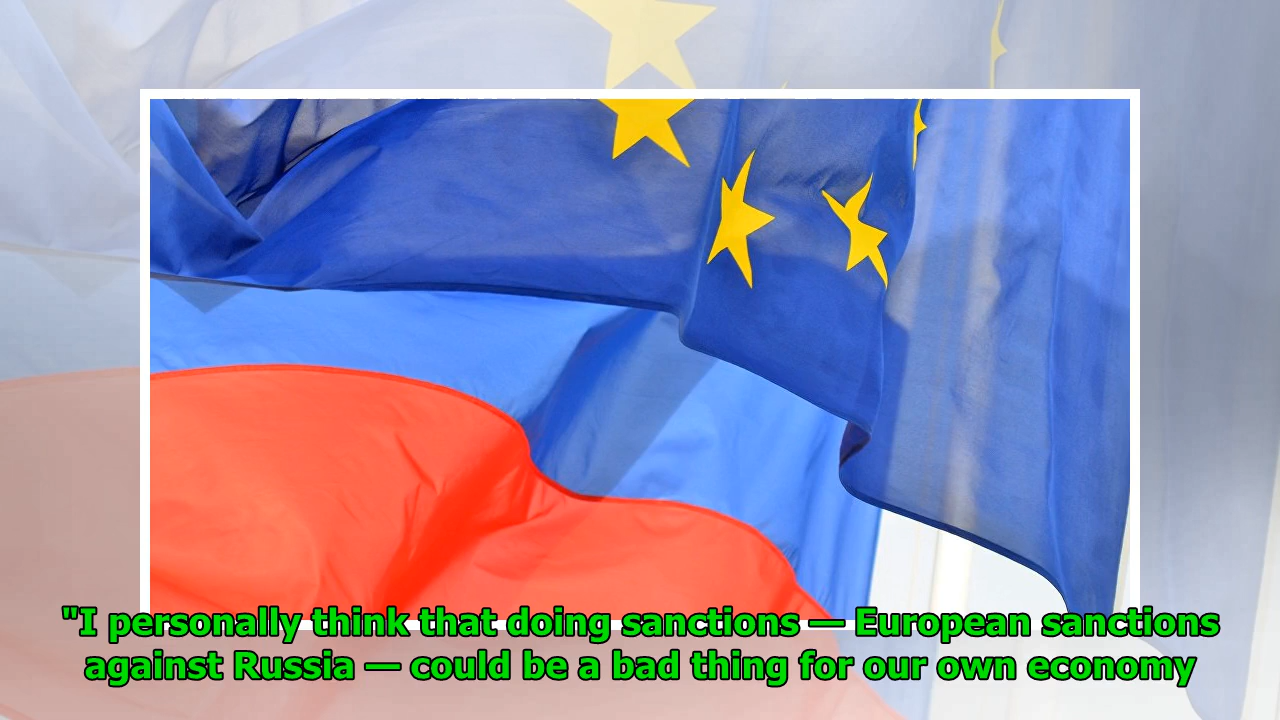 "I personally think that doing sanctions — European sanctions
against Russia — could be a bad thing for our own economy